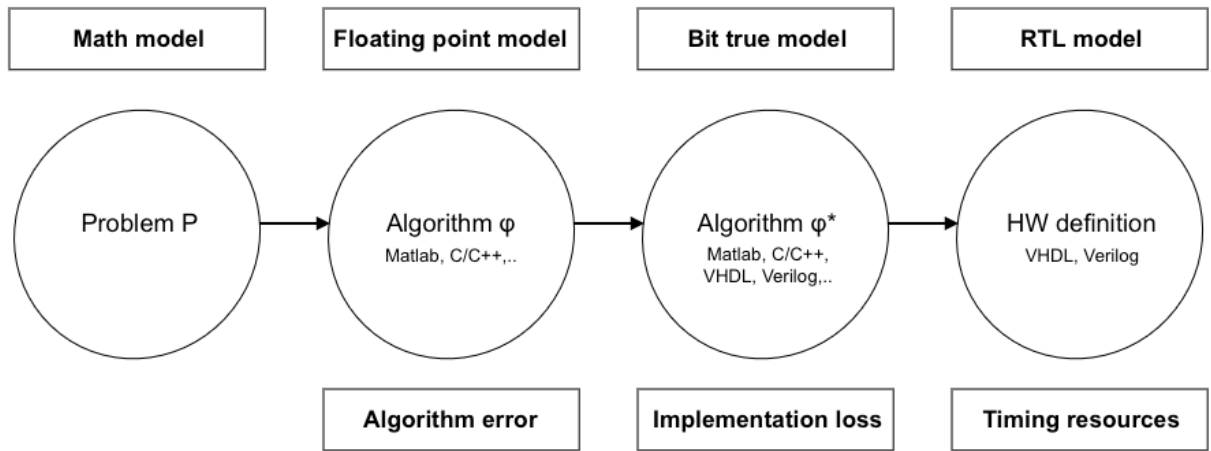 Math model
Floating point model
Bit true model
RTL model
Problem P
Algorithm φ
Matlab, C/C++,..
Algorithm φ*
Matlab, C/C++,
VHDL, Verilog,..
HW definition
VHDL, Verilog
Algorithm error
Implementation loss
Timing resources